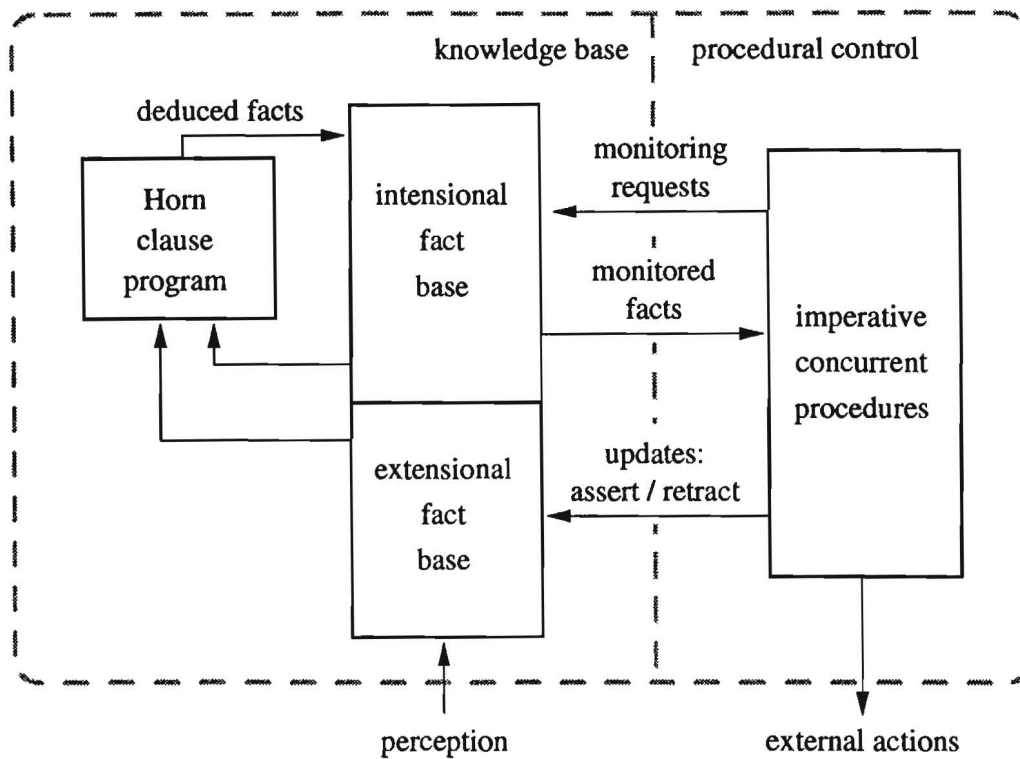 knowledge base
procedural control
deduced facts
Horn
clause
program
intensional
fact
base
monitoring
requests
monitored
facts
imperative
concurrent
procedures
extensional
fact
base
updates:
assert / retract
perception
external actions